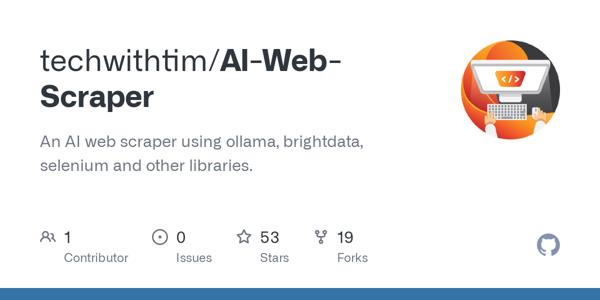 techwithtim/AI-Web-
Scraper
An AI web scraper using ollama, brightdata,
selenium and other libraries.
1 0 53 19
Contributor Issues Stars Forks